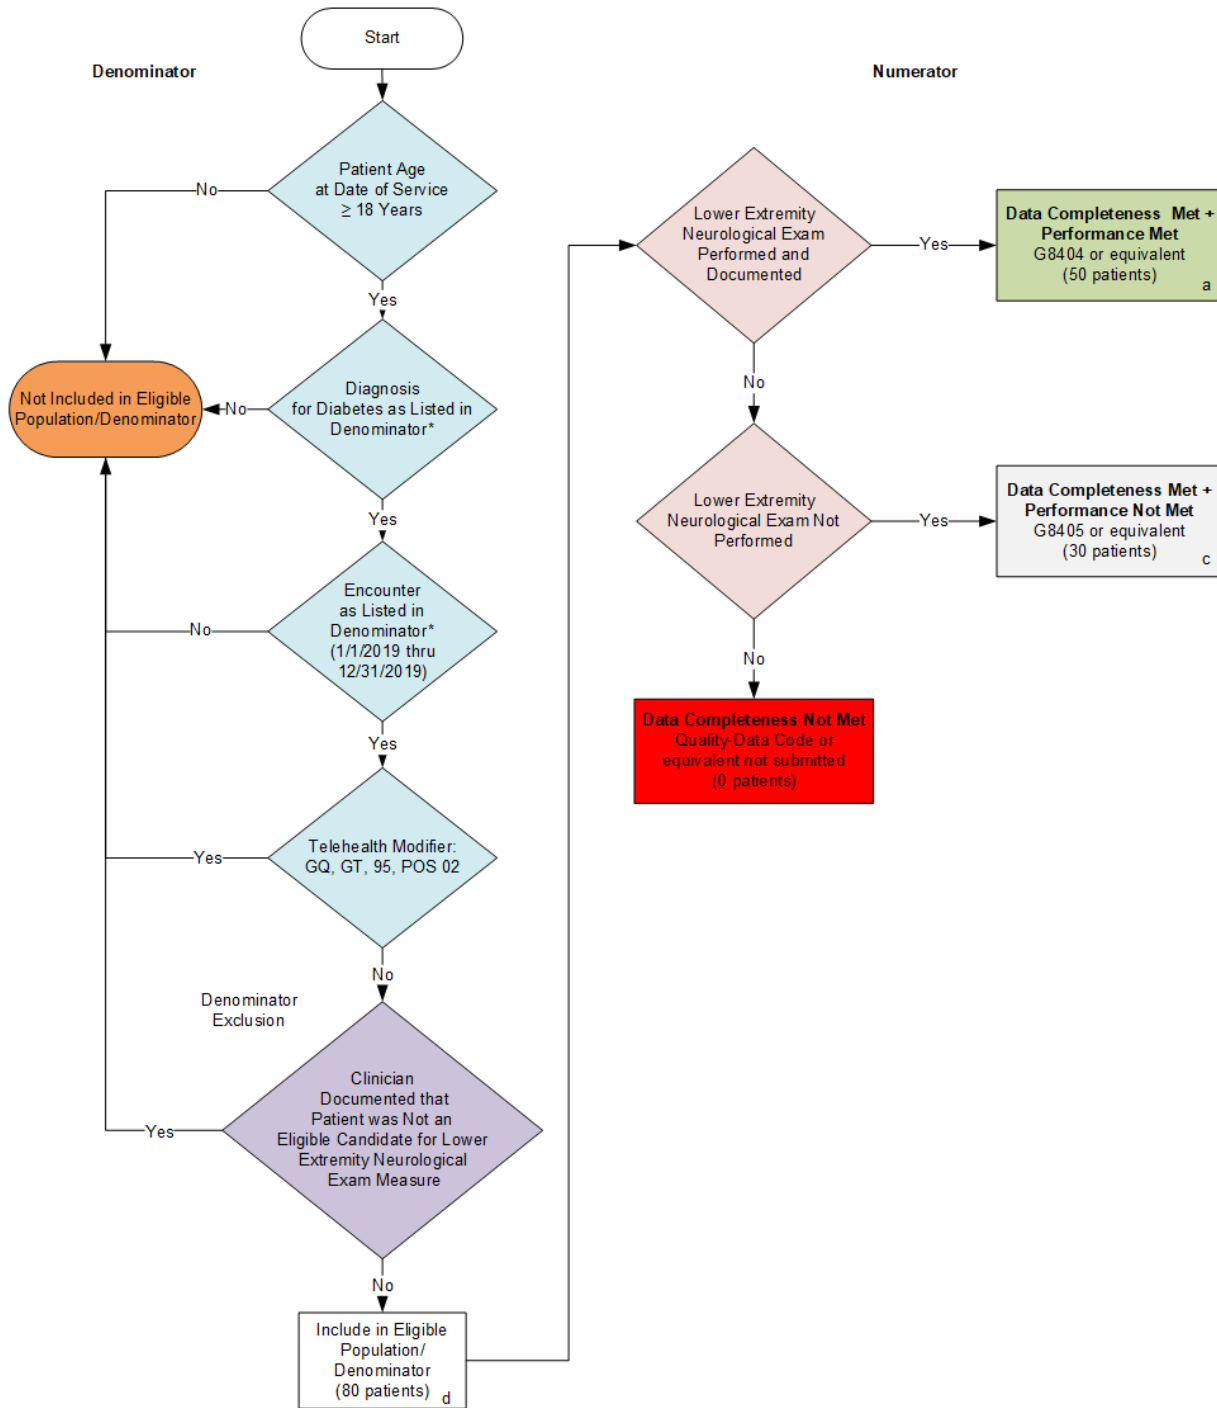 Start
Denominator
Patient Age
at Date of Service
≥ 18 Years
No
Yes
Not Included in Eligible
Population/Denominator
No
Diagnosis
for Diabetes as Listed in
Denominator*
Yes
Encounter
as Listed in
Denominator*
(1/1/2019 thru
12/31/2019)
No
Yes
Telehealth Modifier:
GQ, GT, 95, POS 02
Yes
No
Denominator
Exclusion
Clinician
Documented that
Patient was Not an
Eligible Candidate for Lower
Extremity Neurological
Exam Measure
Yes
No
Include in Eligible
Population/
Denominator
(80 patients)
d
Numerator
Lower Extremity
Neurological Exam
Performed and
Documented
Yes
Data Completeness Met +
Performance Met
G8404 or equivalent
(50 patients)
a
No
Lower Extremity
Neurological Exam Not
Performed
Yes
Data Completeness Met +
Performance Not Met
G8405 or equivalent
(30 patients)
c
No
Data Completeness Not Met
Quality-Data Code or
equivalent not submitted
(0 patients)